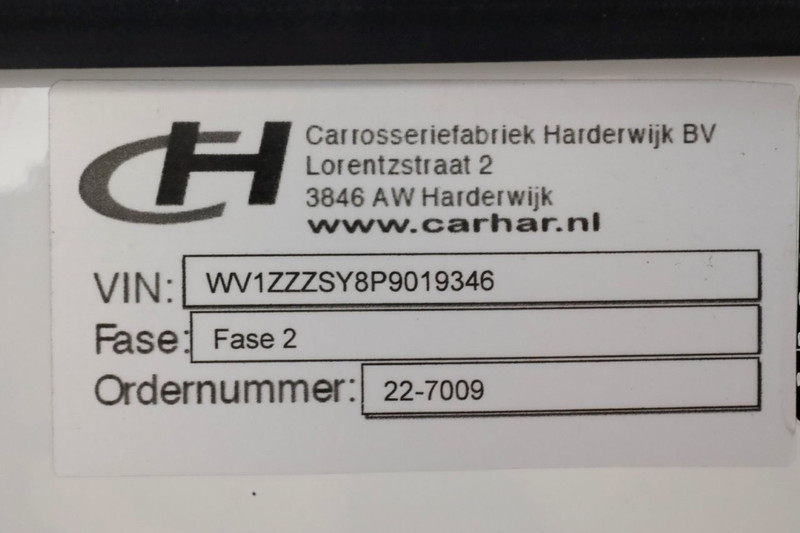 CH
Carrosseriefabriek Harderwijk BV
Lorentzstraat 2
3846 AW Harderwijk
www.carhar.nl
VIN: WV1ZZZSY8P9019346
Fase: Fase 2
Ordernummer: 22-7009